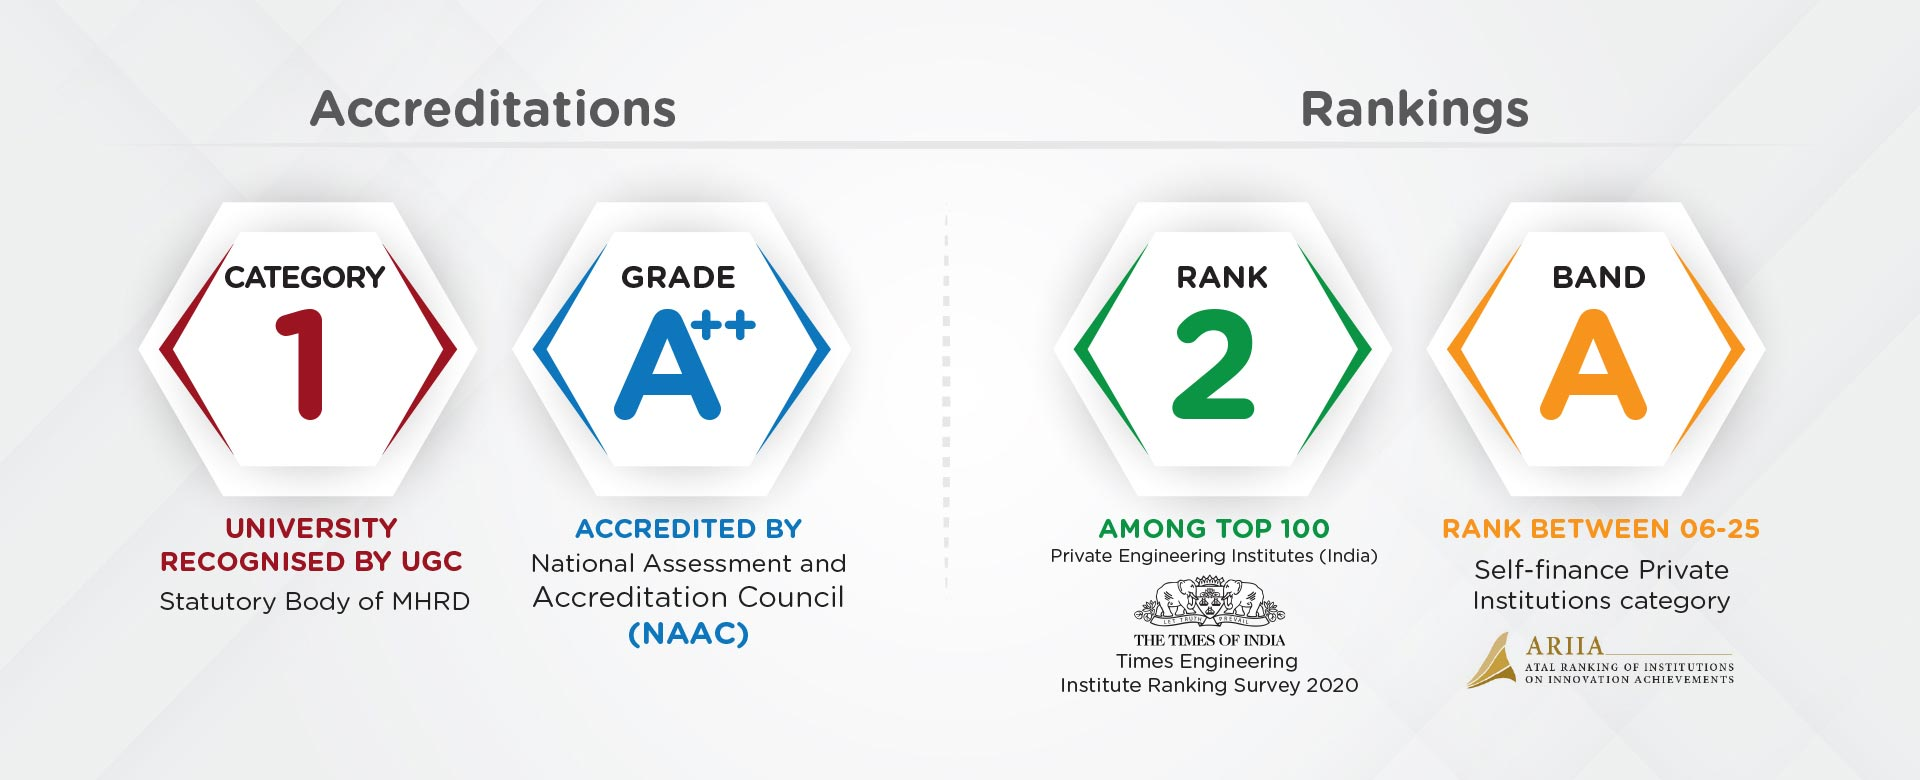 Accreditations
CATEGORY
1
UNIVERSITY
RECOGNISED BY UGC
Statutory Body of MHRD
GRADE
A++
ACCREDITED BY
National Assessment and
Accreditation Council
(NAAC)
Rankings
RANK
2
AMONG TOP 100
Private Engineering Institutes (India)
LET TRUTH PREVAIL
THE TIMES OF INDIA
Times Engineering
Institute Ranking Survey 2020
BAND
A
RANK BETWEEN 06-25
Self-finance Private
Institutions category
ARIIA
ATAL RANKING OF INSTITUTIONS
ON INNOVATION ACHIEVEMENTS